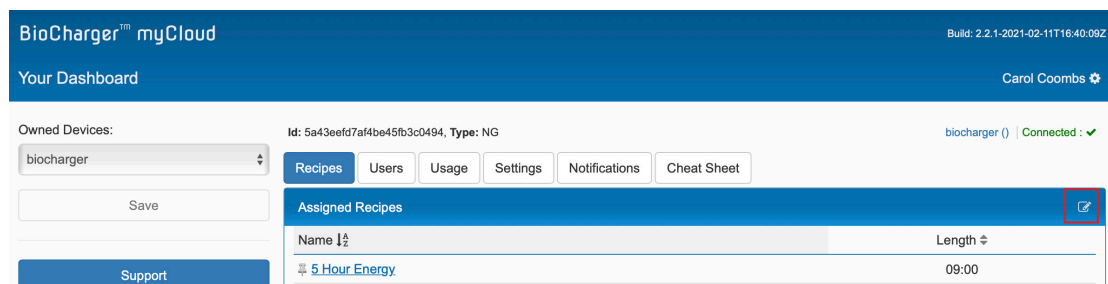 BioCharger™ myCloud
Build: 2.2.1-2021-02-11T16:40:09Z
Your Dashboard
Carol Coombs
Owned Devices:
Id: 5a43eefd7af4be45fb3c0494, Type: NG
biocharger () | Connected : ✔
biocharger
Recipes Users Usage Settings Notifications Cheat Sheet
Save
Assigned Recipes
Name Length
Support
5 Hour Energy 09:00